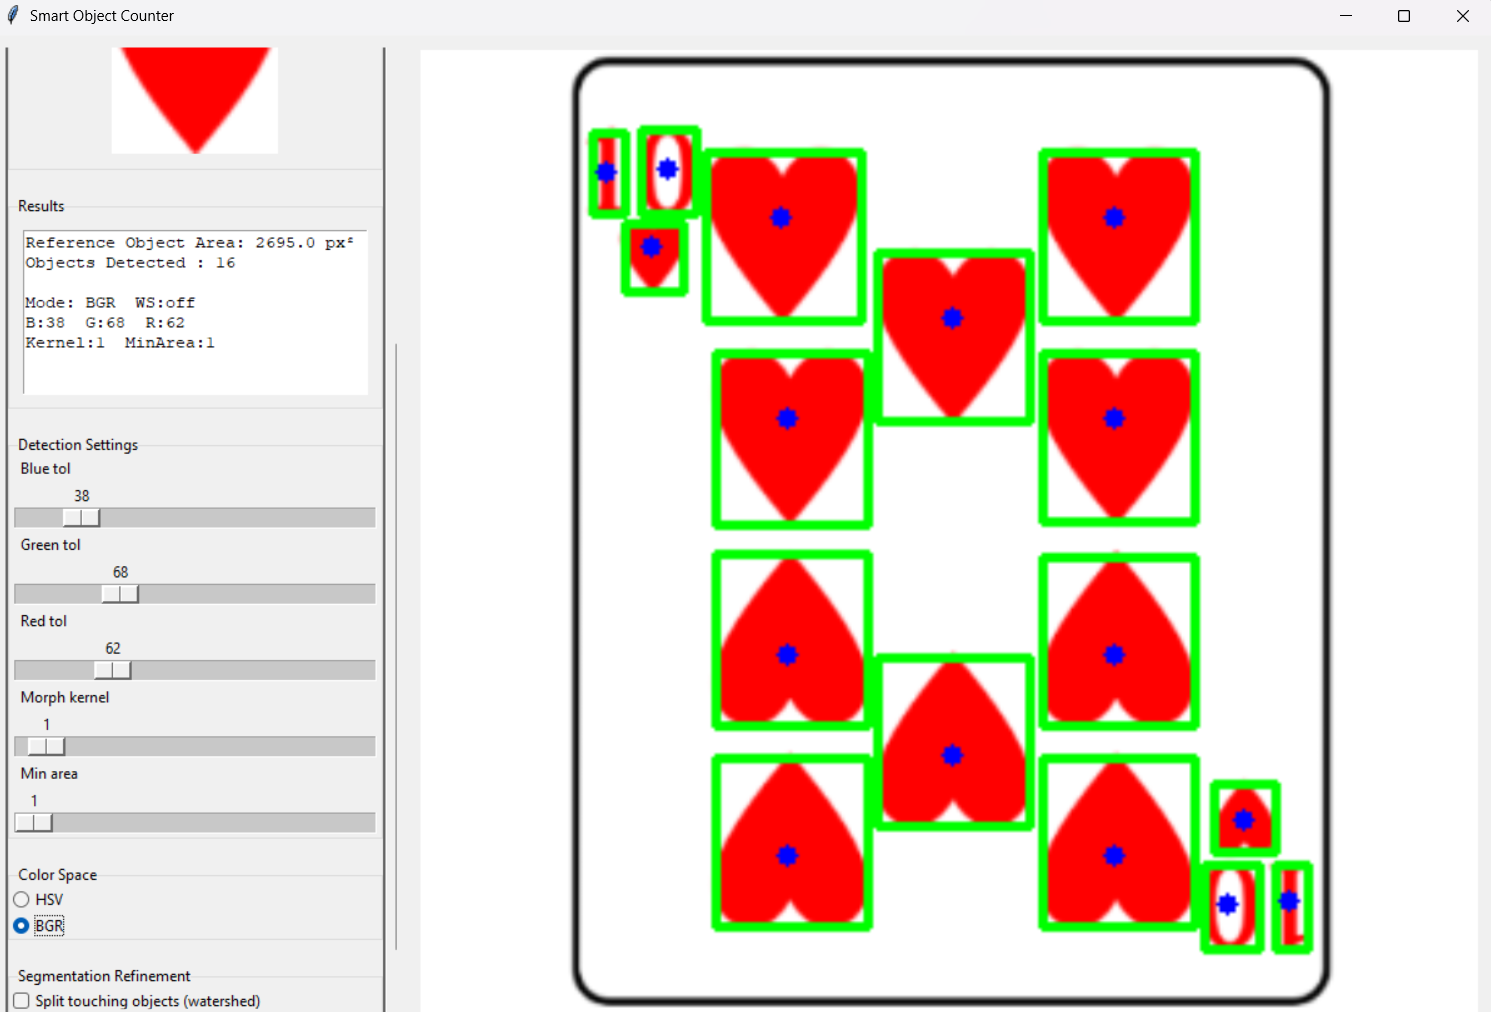 Smart Object Counter
Results
Reference Object Area: 2695.0 px²
Objects Detected : 16
Mode: BGR  WS:off
B:38  G:68  R:62
Kernel:1  MinArea:1
Detection Settings
Blue tol
38
Green tol
68
Red tol
62
Morph kernel
1
Min area
1
Color Space
HSV
BGR
Segmentation Refinement
Split touching objects (watershed)
10
10